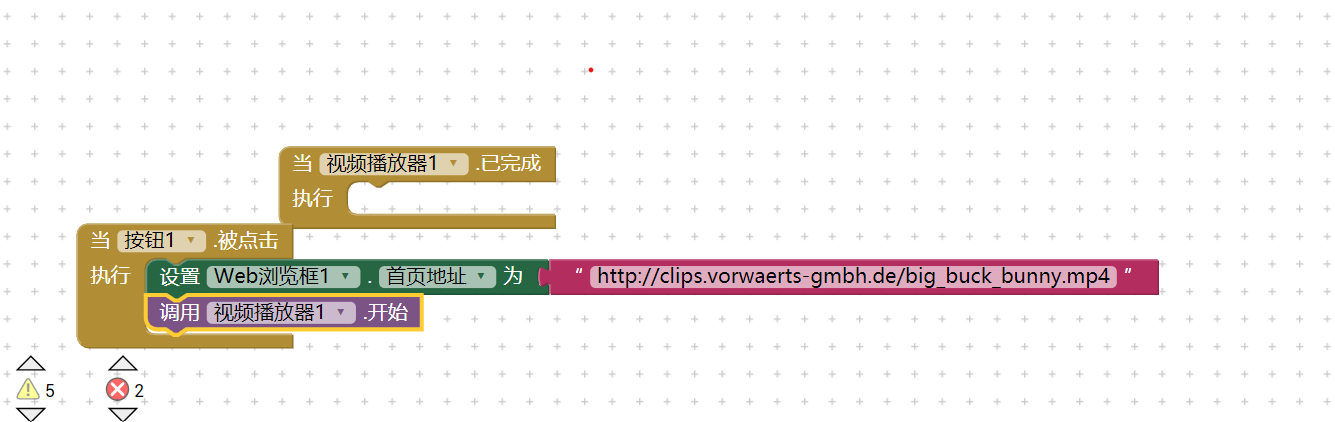 当 视频播放器1 .已完成
执行
当 按钮1 .被点击
执行 设置 Web浏览框1 . 首页地址 为 “ http://clips.vorwaerts-gmbh.de/big_buck_bunny.mp4 ”
调用 视频播放器1 .开始
5 2